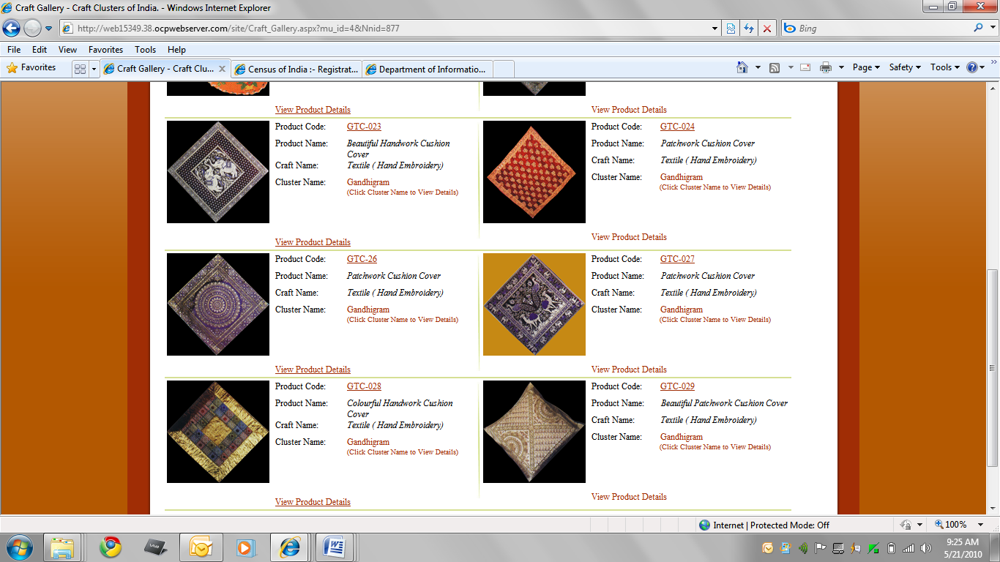 Craft Gallery - Craft Clusters of India. - Windows Internet Explorer
http://web15349.38.ocpwebserver.com/site/Craft_Gallery.aspx?mu_id=4&Nnid=877
Bing
File Edit View Favorites Tools Help
Favorites
Craft Gallery - Craft Clu...
Census of India :- Registrat...
Department of Informatio...
Page Safety Tools
View Product Details
View Product Details
Product Code: GTC-023
Product Name: Beautiful Handwork Cushion
Cover
Craft Name: Textile ( Hand Embroidery)
Cluster Name: Gandhigram
(Click Cluster Name to View Details)
View Product Details
Product Code: GTC-024
Product Name: Patchwork Cushion Cover
Craft Name: Textile ( Hand Embroidery)
Cluster Name: Gandhigram
(Click Cluster Name to View Details)
View Product Details
Product Code: GTC-26
Product Name: Patchwork Cushion Cover
Craft Name: Textile ( Hand Embroidery)
Cluster Name: Gandhigram
(Click Cluster Name to View Details)
View Product Details
Product Code: GTC-027
Product Name: Patchwork Cushion Cover
Craft Name: Textile ( Hand Embroidery)
Cluster Name: Gandhigram
(Click Cluster Name to View Details)
View Product Details
Product Code: GTC-028
Product Name: Colourful Handwork Cushion
Cover
Craft Name: Textile ( Hand Embroidery)
Cluster Name: Gandhigram
(Click Cluster Name to View Details)
View Product Details
Product Code: GTC-029
Product Name: Beautiful Patchwork Cushion Cover
Craft Name: Textile ( Hand Embroidery)
Cluster Name: Gandhigram
(Click Cluster Name to View Details)
View Product Details
Internet | Protected Mode: Off
100%
VAIO
9:25 AM
5/21/2010